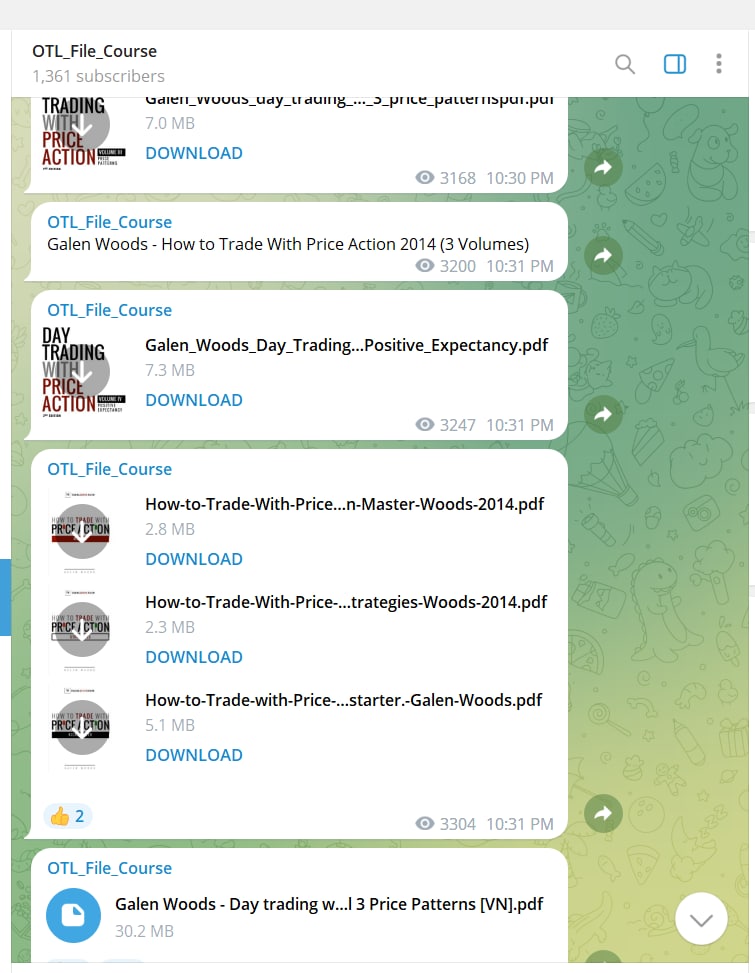 OTL_File_Course
1,361 subscribers
TRADING
WITH
PRICE
ACTION
VOLUME III
PRICE
PATTERNS
Galen_Woods_day_trading_..._3_price_patternspdf.pdf
7.0 MB
DOWNLOAD
3168 10:30 PM
OTL_File_Course
Galen Woods - How to Trade With Price Action 2014 (3 Volumes)
3200 10:31 PM
OTL_File_Course
DAY
TRADING
WITH
PRICE
ACTION
VOLUME IV
POSITIVE
EXPECTANCY
Galen_Woods_Day_Trading...Positive_Expectancy.pdf
7.3 MB
DOWNLOAD
3247 10:31 PM
OTL_File_Course
HOW TO TRADE WITH
PRICE ACTION
How-to-Trade-With-Price...n-Master-Woods-2014.pdf
2.8 MB
DOWNLOAD
HOW TO TRADE WITH
PRICE ACTION
How-to-Trade-With-Price-...trategies-Woods-2014.pdf
2.3 MB
DOWNLOAD
HOW TO TRADE WITH
PRICE ACTION
How-to-Trade-with-Price-...starter.-Galen-Woods.pdf
5.1 MB
DOWNLOAD
👍 2
3304 10:31 PM
OTL_File_Course
Galen Woods - Day trading w...l 3 Price Patterns [VN].pdf
30.2 MB